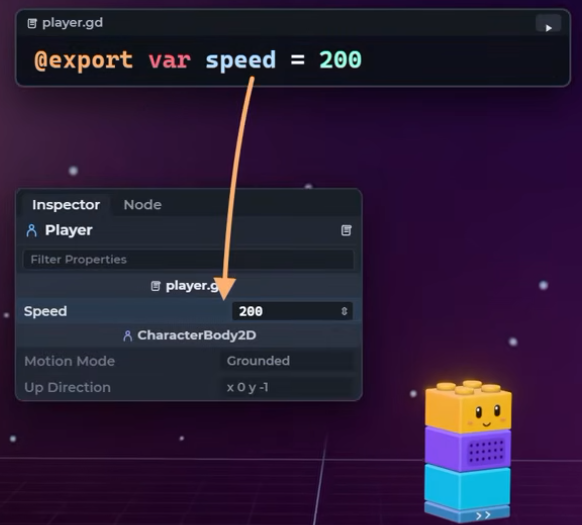 player.gd
@export var speed = 200
Inspector Node
Player
Filter Properties
player.g
Speed 200
CharacterBody2D
Motion Mode Grounded
Up Direction x 0 y -1
>>